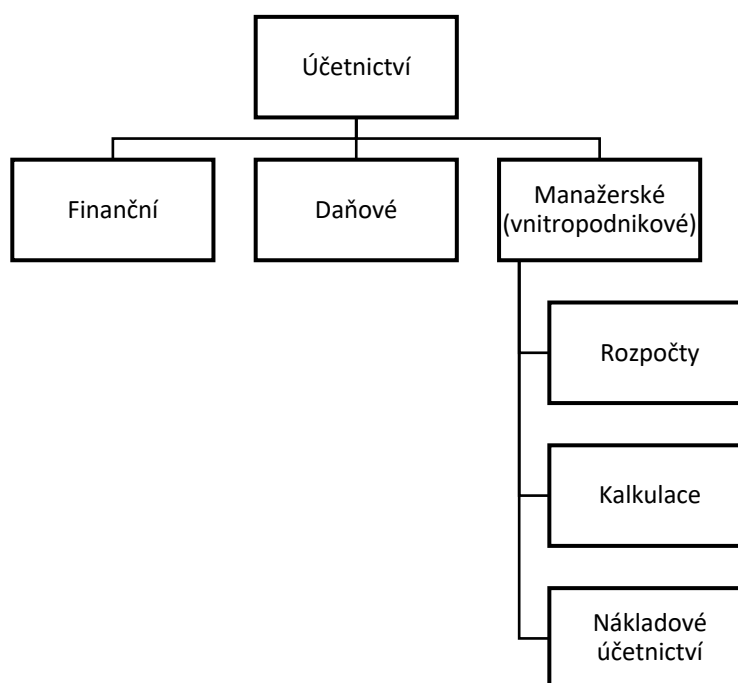 Účetnictví
Finanční
Daňové
Manažerské
(vnitropodnikové)
Rozpočty
Kalkulace
Nákladové
účetnictví